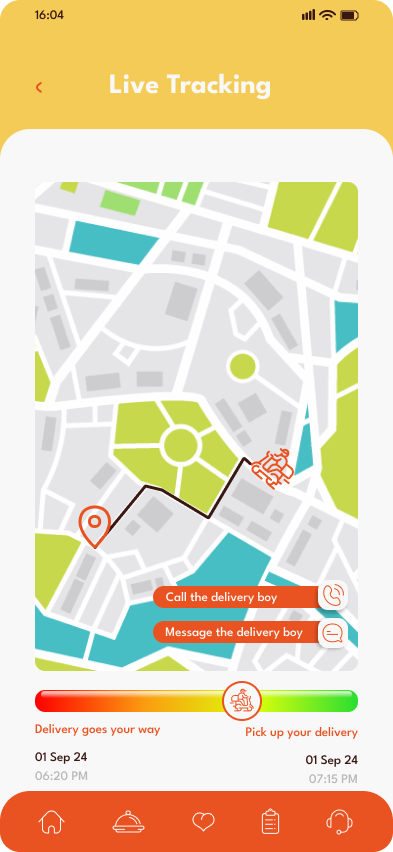 16:04
Live Tracking
Call the delivery boy
Message the delivery boy
Delivery goes your way
Pick up your delivery
01 Sep 24
01 Sep 24
06:20 PM
07:15 PM